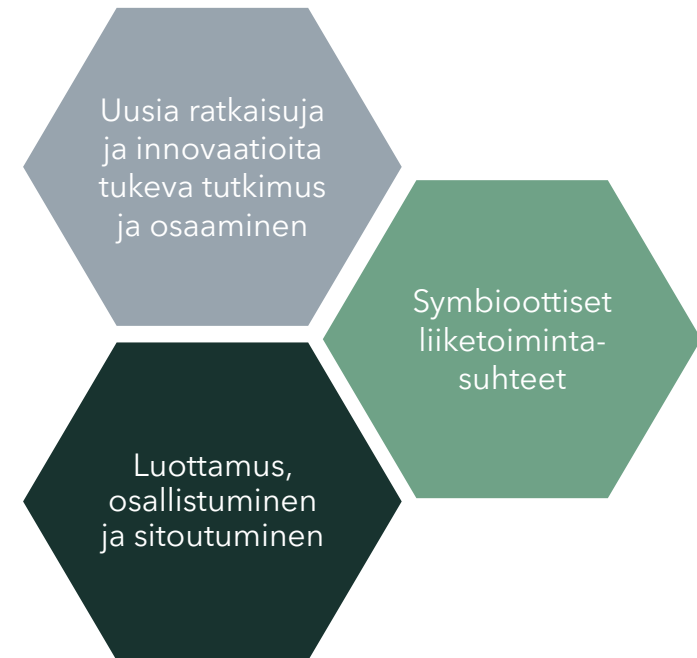 Uusia ratkaisuja
ja innovaatioita
tukeva tutkimus
ja osaaminen
Symbioottiset
liiketoiminta-
suhteet
Luottamus,
osallistuminen
ja sitoutuminen